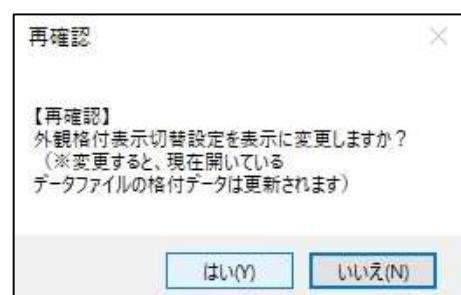 再確認
【再確認】
外観格付表示切替設定を表示に変更しますか？
（※変更すると、現在開いている
データファイルの格付データは更新されます）
はい(Y)
いいえ(N)